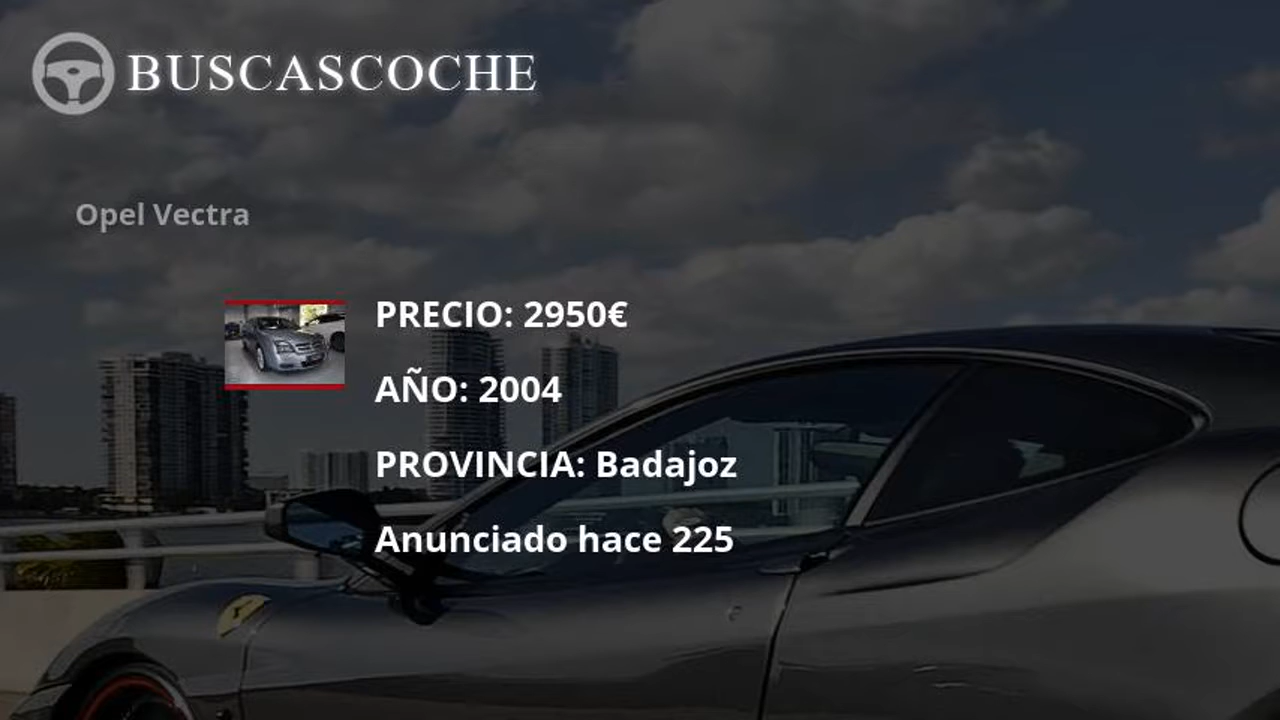 BUSCASCOCHE
Opel Vectra
PRECIO: 2950€
AÑO: 2004
PROVINCIA: Badajoz
Anunciado hace 225